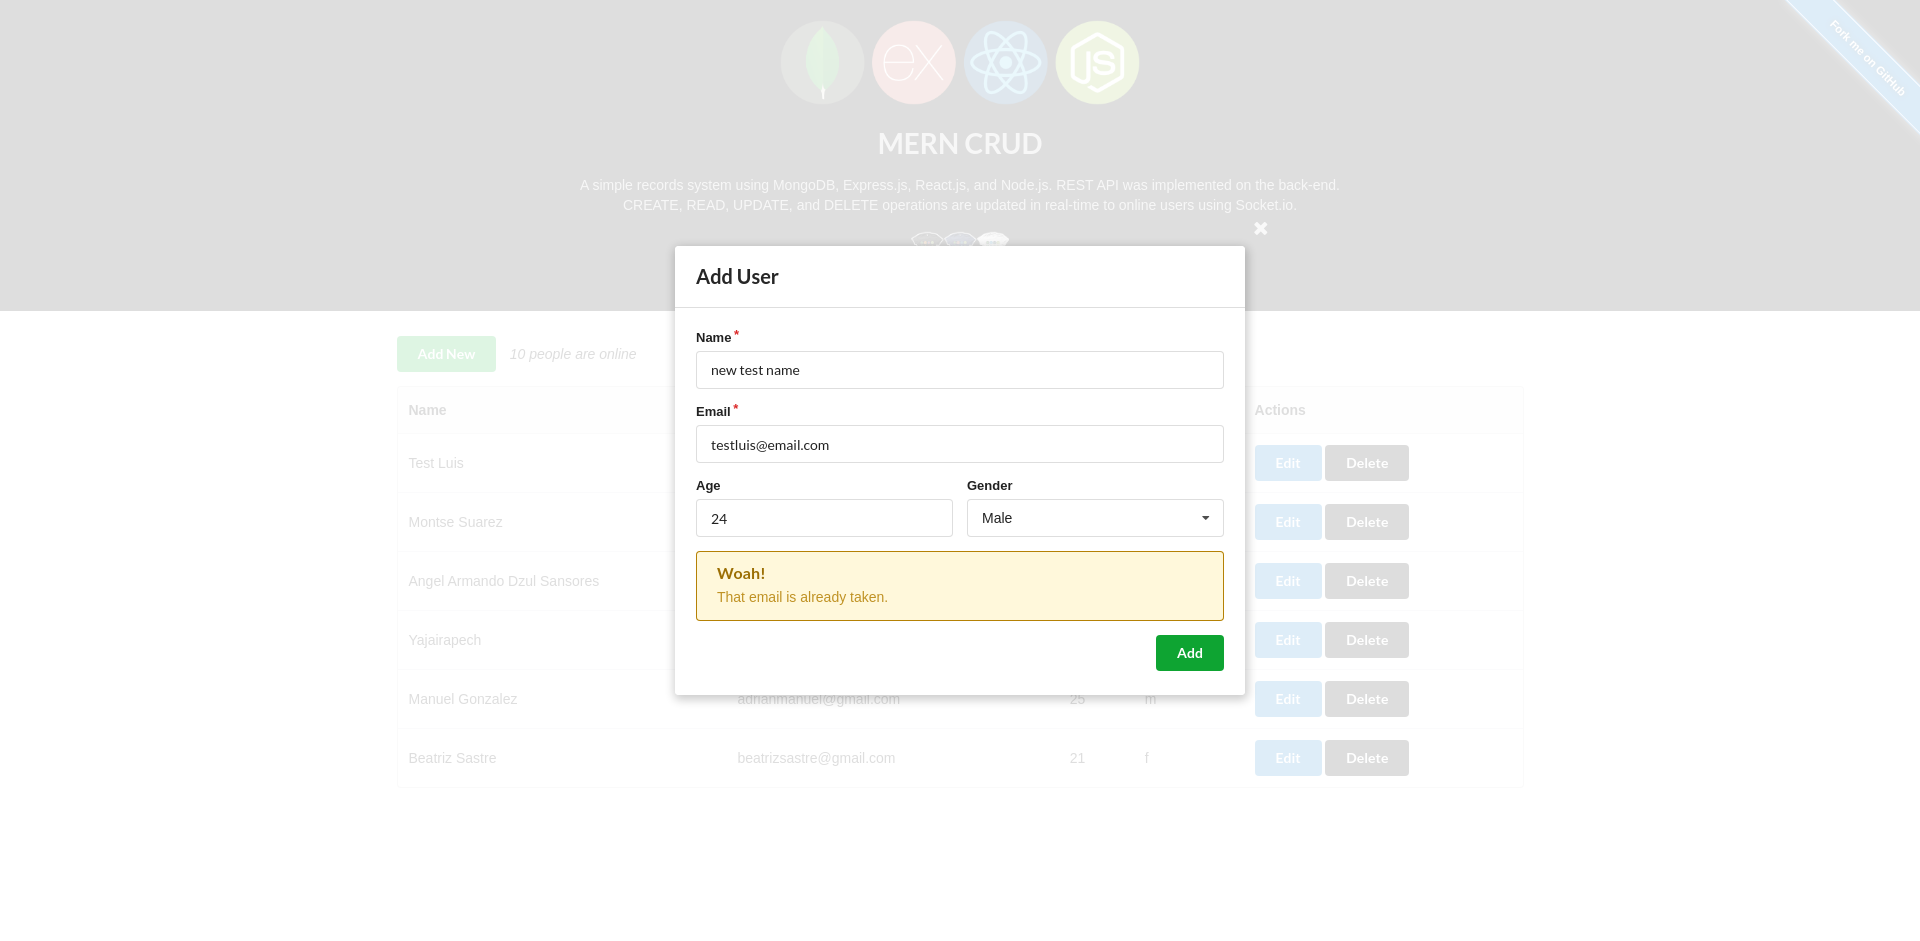 Fork me on GitHub
ex
JS
MERN CRUD
A simple records system using MongoDB, Express.js, React.js, and Node.js. REST API was implemented on the back-end.
CREATE, READ, UPDATE, and DELETE operations are updated in real-time to online users using Socket.io.
Add User
Name*
new test name
Email*
testluis@email.com
Age Gender
24 Male
Woah!
That email is already taken.
Add
Add New 10 people are online
Name Actions
Test Luis Edit Delete
Montse Suarez Edit Delete
Angel Armando Dzul Sansores Edit Delete
Yajairapech Edit Delete
Manuel Gonzalez adrianmanuel@gmail.com 25 m Edit Delete
Beatriz Sastre beatrizsastre@gmail.com 21 f Edit Delete